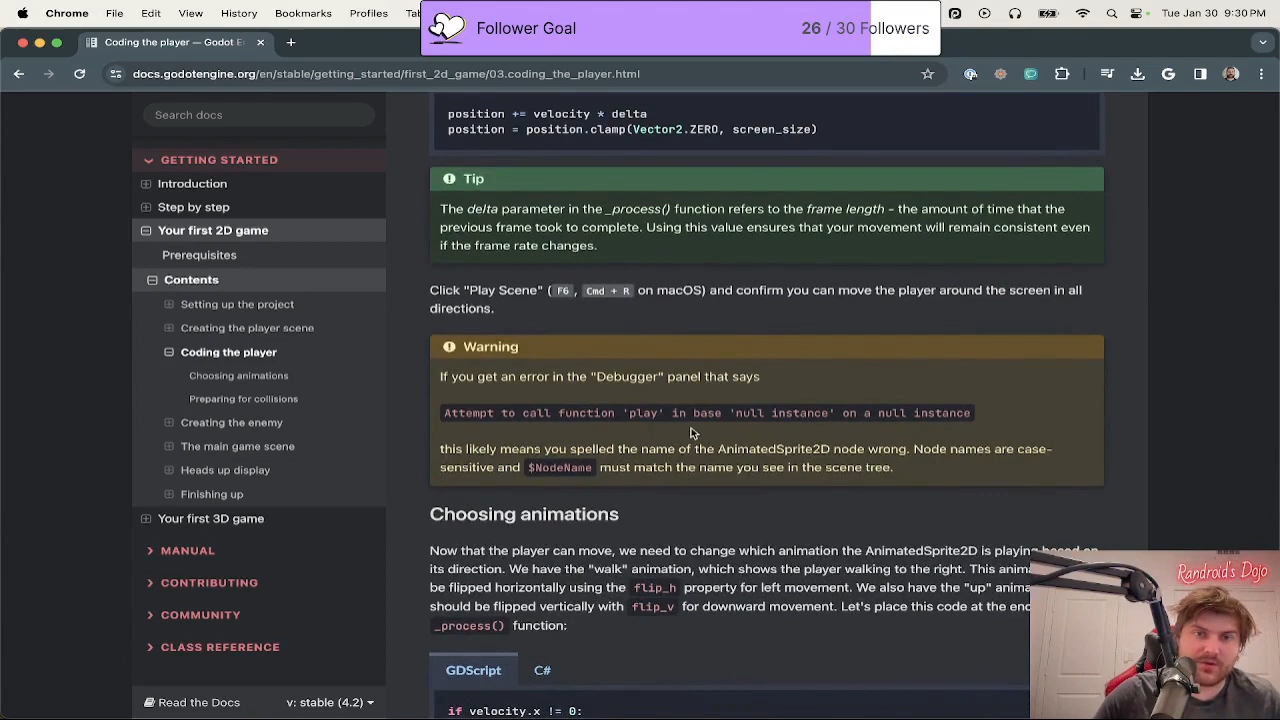 Chrome
History
Bookmarks
Profiles
Tue Jan 30 9:30 PM
Follower Goal
26 / 30 Followers
Coding the player — Godot E
docs.godotengine.org/en/stable/getting_started/first_2d_game/03.coding_the_player.html
Search docs
GETTING STARTED
Introduction
Step by step
Your first 2D game
Prerequisites
Contents
Setting up the project
Creating the player scene
Coding the player
Choosing animations
Preparing for collisions
Creating the enemy
The main game scene
Heads up display
Finishing up
Your first 3D game
MANUAL
CONTRIBUTING
COMMUNITY
CLASS REFERENCE
Read the Docs
v: stable (4.2)
position += velocity * delta
position = position.clamp(Vector2.ZERO, screen_size)
Tip
The delta parameter in the _process() function refers to the frame length - the amount of time that the
previous frame took to complete. Using this value ensures that your movement will remain consistent even
if the frame rate changes.
Click "Play Scene" ( F6 , Cmd + R on macOS) and confirm you can move the player around the screen in all
directions.
Warning
If you get an error in the "Debugger" panel that says
Attempt to call function 'play' in base 'null instance' on a null instance
this likely means you spelled the name of the AnimatedSprite2D node wrong. Node names are case-
sensitive and $NodeName must match the name you see in the scene tree.
Choosing animations
Now that the player can move, we need to change which animation the AnimatedSprite2D is playing based on
its direction. We have the "walk" animation, which shows the player walking to the right. This anima
be flipped horizontally using the flip_h property for left movement. We also have the "up" anima
should be flipped vertically with flip_v for downward movement. Let's place this code at the end
_process() function:
GDScript
C#
if velocity.x != 0:
Randroid's Dojo